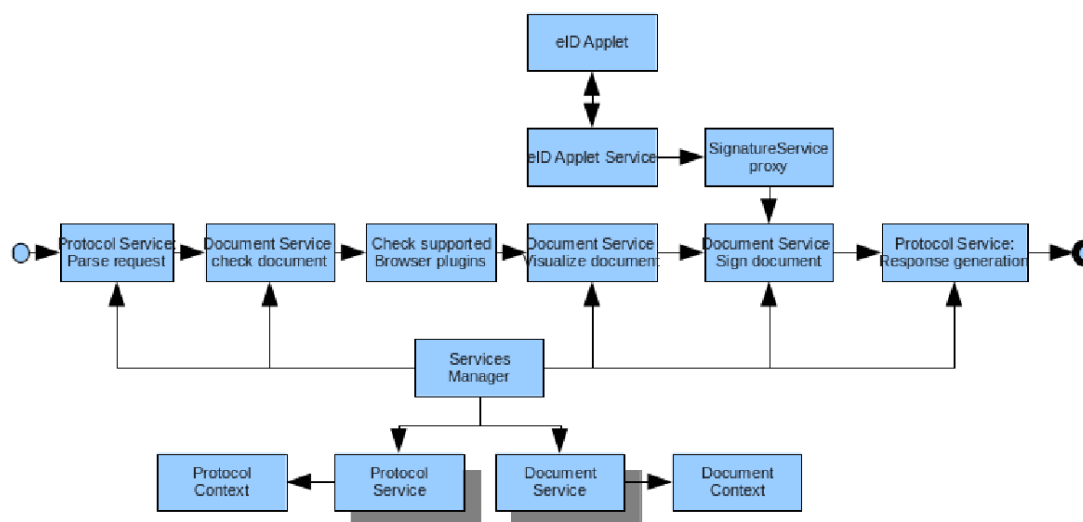 eID Applet
eID Applet Service
SignatureService
proxy
Protocol Service:
Parse request
Document Service
check document
Check supported
Browser plugins
Document Service
Visualize document
Document Service
Sign document
Protocol Service:
Response generation
Services
Manager
Protocol
Context
Protocol
Service
Document
Service
Document
Context